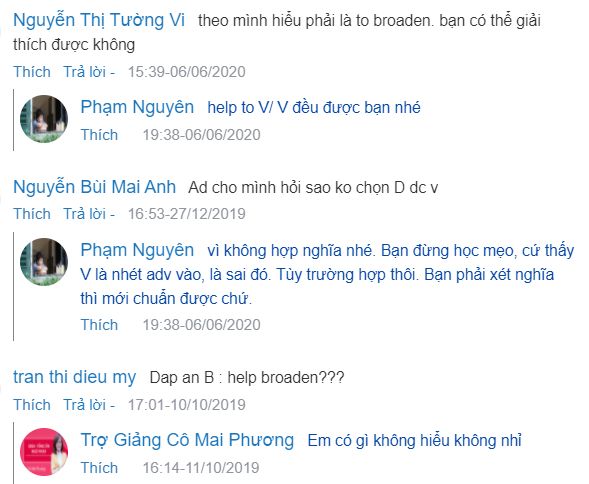 Nguyễn Thị Tường Vi theo mình hiểu phải là to broaden. bạn có thể giải
thích được không
Thích Trả lời - 15:39-06/06/2020
Phạm Nguyên help to V/ V đều được bạn nhé
Thích 19:38-06/06/2020
Nguyễn Bùi Mai Anh Ad cho mình hỏi sao ko chọn D dc v
Thích Trả lời - 16:53-27/12/2019
Phạm Nguyên vì không hợp nghĩa nhé. Bạn đừng học mẹo, cứ thấy
V là nhét adv vào, là sai đó. Tùy trường hợp thôi. Bạn phải xét nghĩa
thì mới chuẩn được chứ.
Thích 19:38-06/06/2020
tran thi dieu my Dap an B : help broaden???
Thích Trả lời - 17:01-10/10/2019
Trợ Giảng Cô Mai Phương Em có gì không hiểu không nhỉ
Thích 16:14-11/10/2019